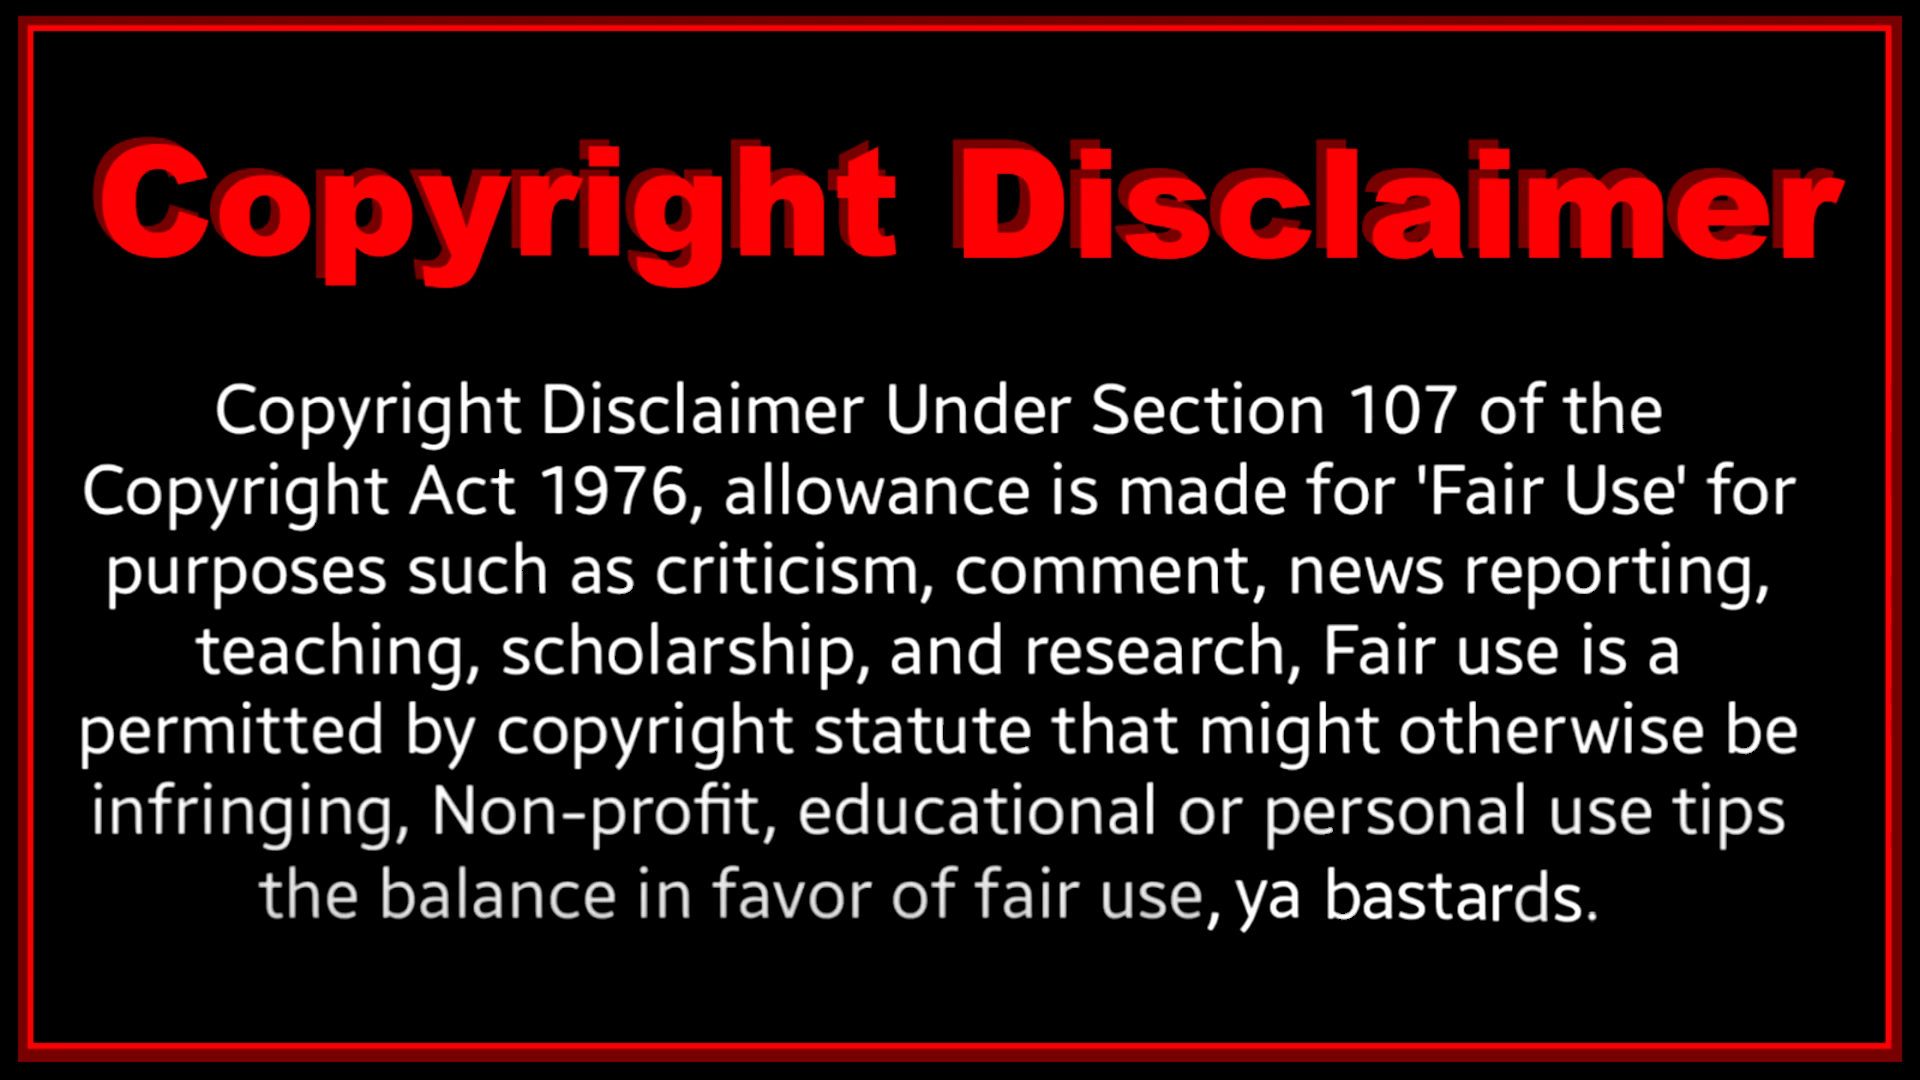 Copyright Disclaimer
Copyright Disclaimer Under Section 107 of the
Copyright Act 1976, allowance is made for 'Fair Use' for
purposes such as criticism, comment, news reporting,
teaching, scholarship, and research, Fair use is a
permitted by copyright statute that might otherwise be
infringing, Non-profit, educational or personal use tips
the balance in favor of fair use, ya bastards.